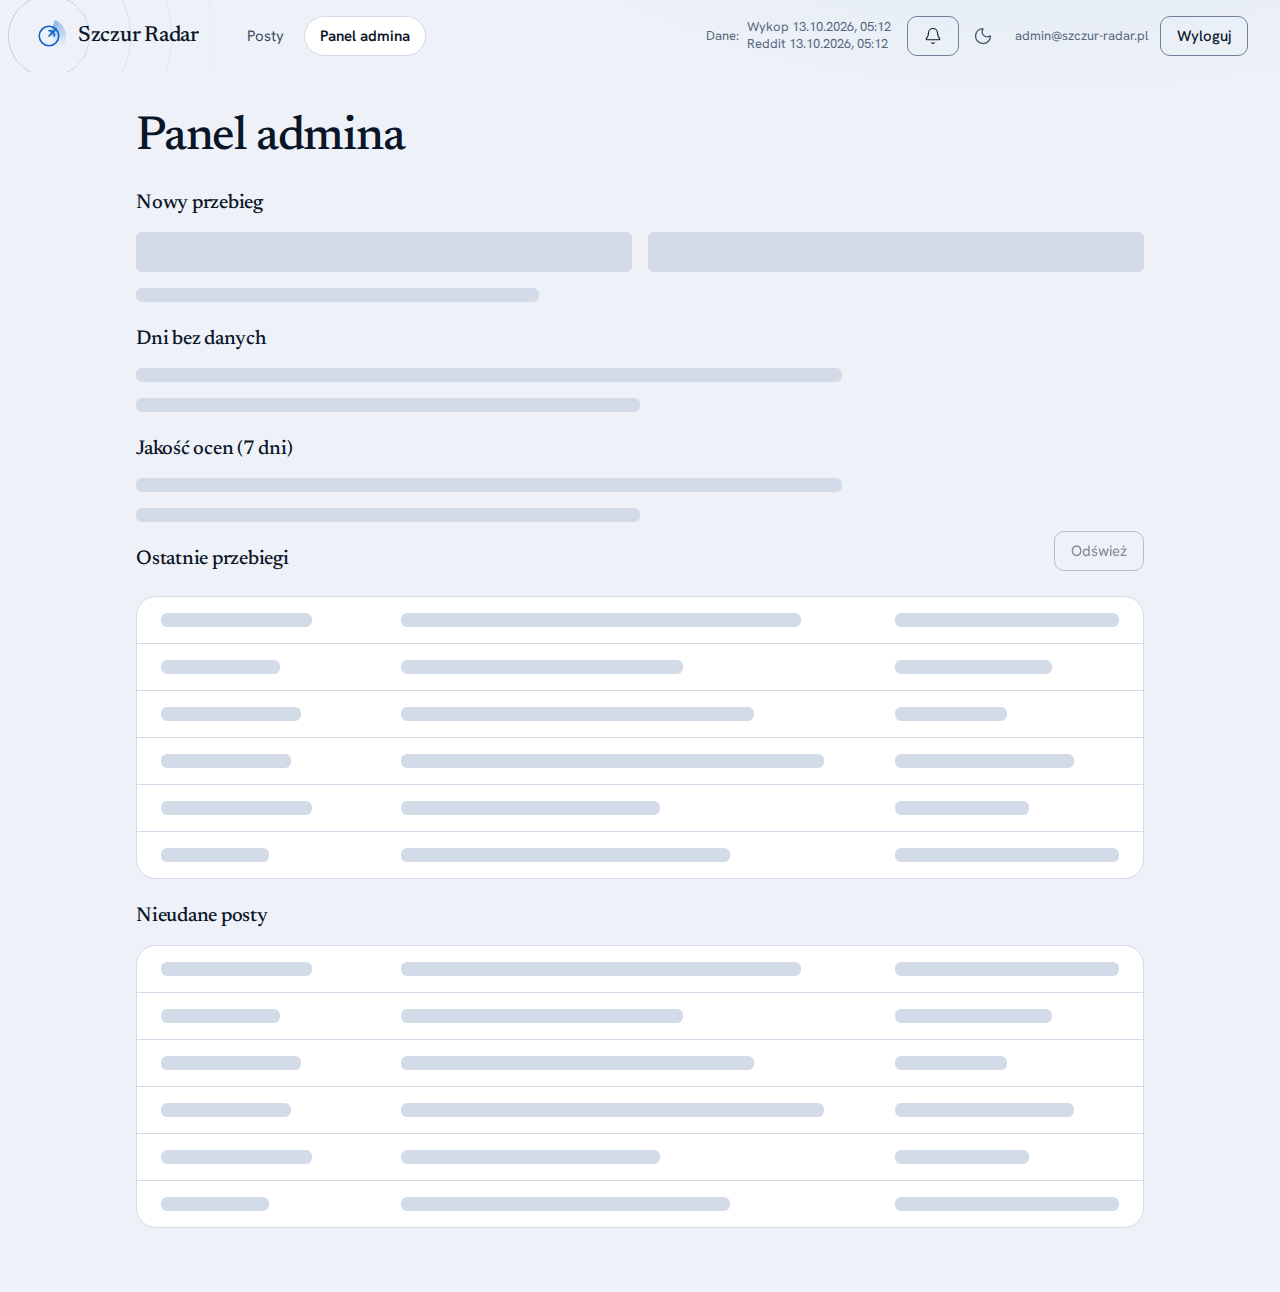 Szczur Radar
Posty
Panel admina
Dane:
Wykop 13.10.2026, 05:12
Reddit 13.10.2026, 05:12
admin@szczur-radar.pl
Wyloguj
Panel admina
Nowy przebieg
Dni bez danych
Jakość ocen (7 dni)
Ostatnie przebiegi
Odśwież
Nieudane posty